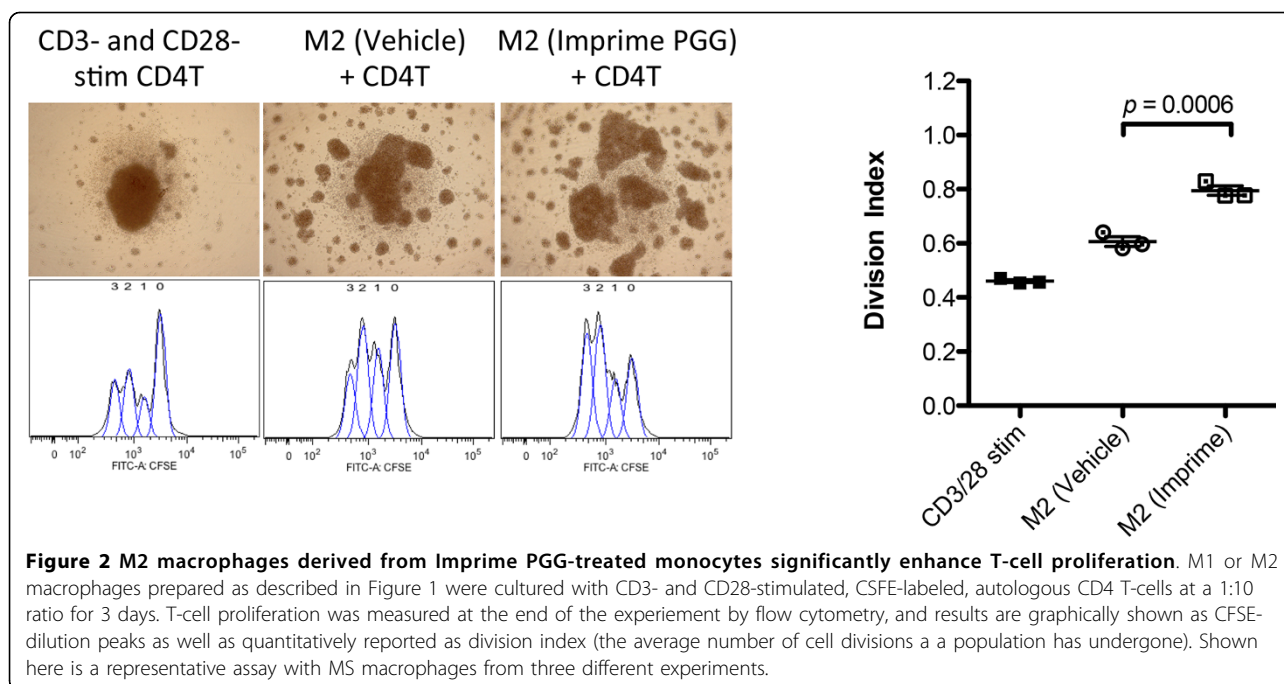 CD3- and CD28-
stim CD4T
M2 (Vehicle)
+ CD4T
M2 (Imprime PGG)
+ CD4T
3 2 1 0
3 2 1 0
3 2 1 0
0 10² 10³ 10⁴ 10⁵
FITC-A: CFSE
0 10² 10³ 10⁴ 10⁵
FITC-A: CFSE
0 10² 10³ 10⁴ 10⁵
FITC-A: CFSE
Division Index
1.2
1.0
0.8
0.6
0.4
0.2
0.0
p = 0.0006
CD3/28 stim
M2 (Vehicle)
M2 (Imprime)
Figure 2 M2 macrophages derived from Imprime PGG-treated monocytes significantly enhance T-cell proliferation. M1 or M2
macrophages prepared as described in Figure 1 were cultured with CD3- and CD28-stimulated, CSFE-labeled, autologous CD4 T-cells at a 1:10
ratio for 3 days. T-cell proliferation was measured at the end of the experiement by flow cytometry, and results are graphically shown as CFSE-
dilution peaks as well as quantitatively reported as division index (the average number of cell divisions a a population has undergone). Shown
here is a representative assay with MS macrophages from three different experiments.